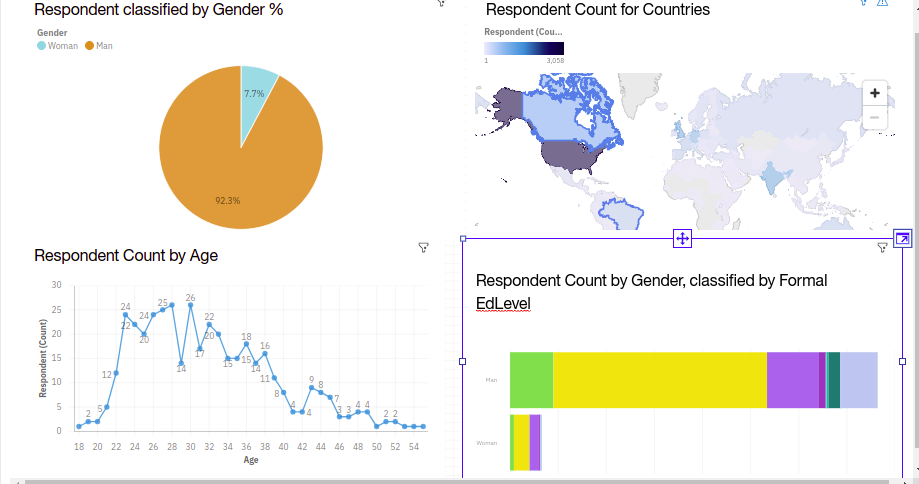 Respondent classified by Gender %
Gender
Woman Man
7.7%
92.3%
Respondent Count for Countries
Respondent (Cou...
1 3,058
+
−
Respondent Count by Age
Respondent (Count)
30
25
20
15
10
5
0
2 5 12 24 22 20 24 25 14 26 17 22 20 15 15 18 14 16 11 8 4 4 9 8 7 3 3 4 4 2 2
18 20 22 24 26 28 30 32 34 36 38 40 42 44 46 48 50 52 54
Age
Respondent Count by Gender, classified by Formal
EdLevel
Man
Woman